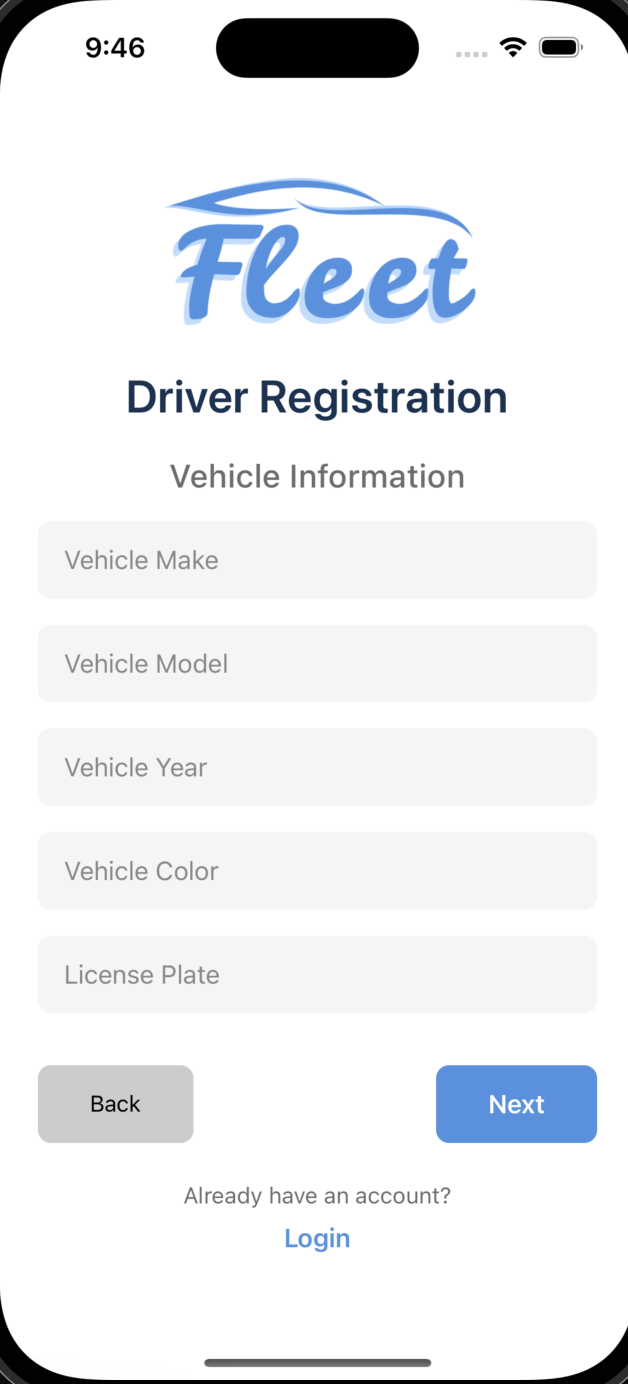 9:46
Fleet
Driver Registration
Vehicle Information
Vehicle Make
Vehicle Model
Vehicle Year
Vehicle Color
License Plate
Back
Next
Already have an account?
Login